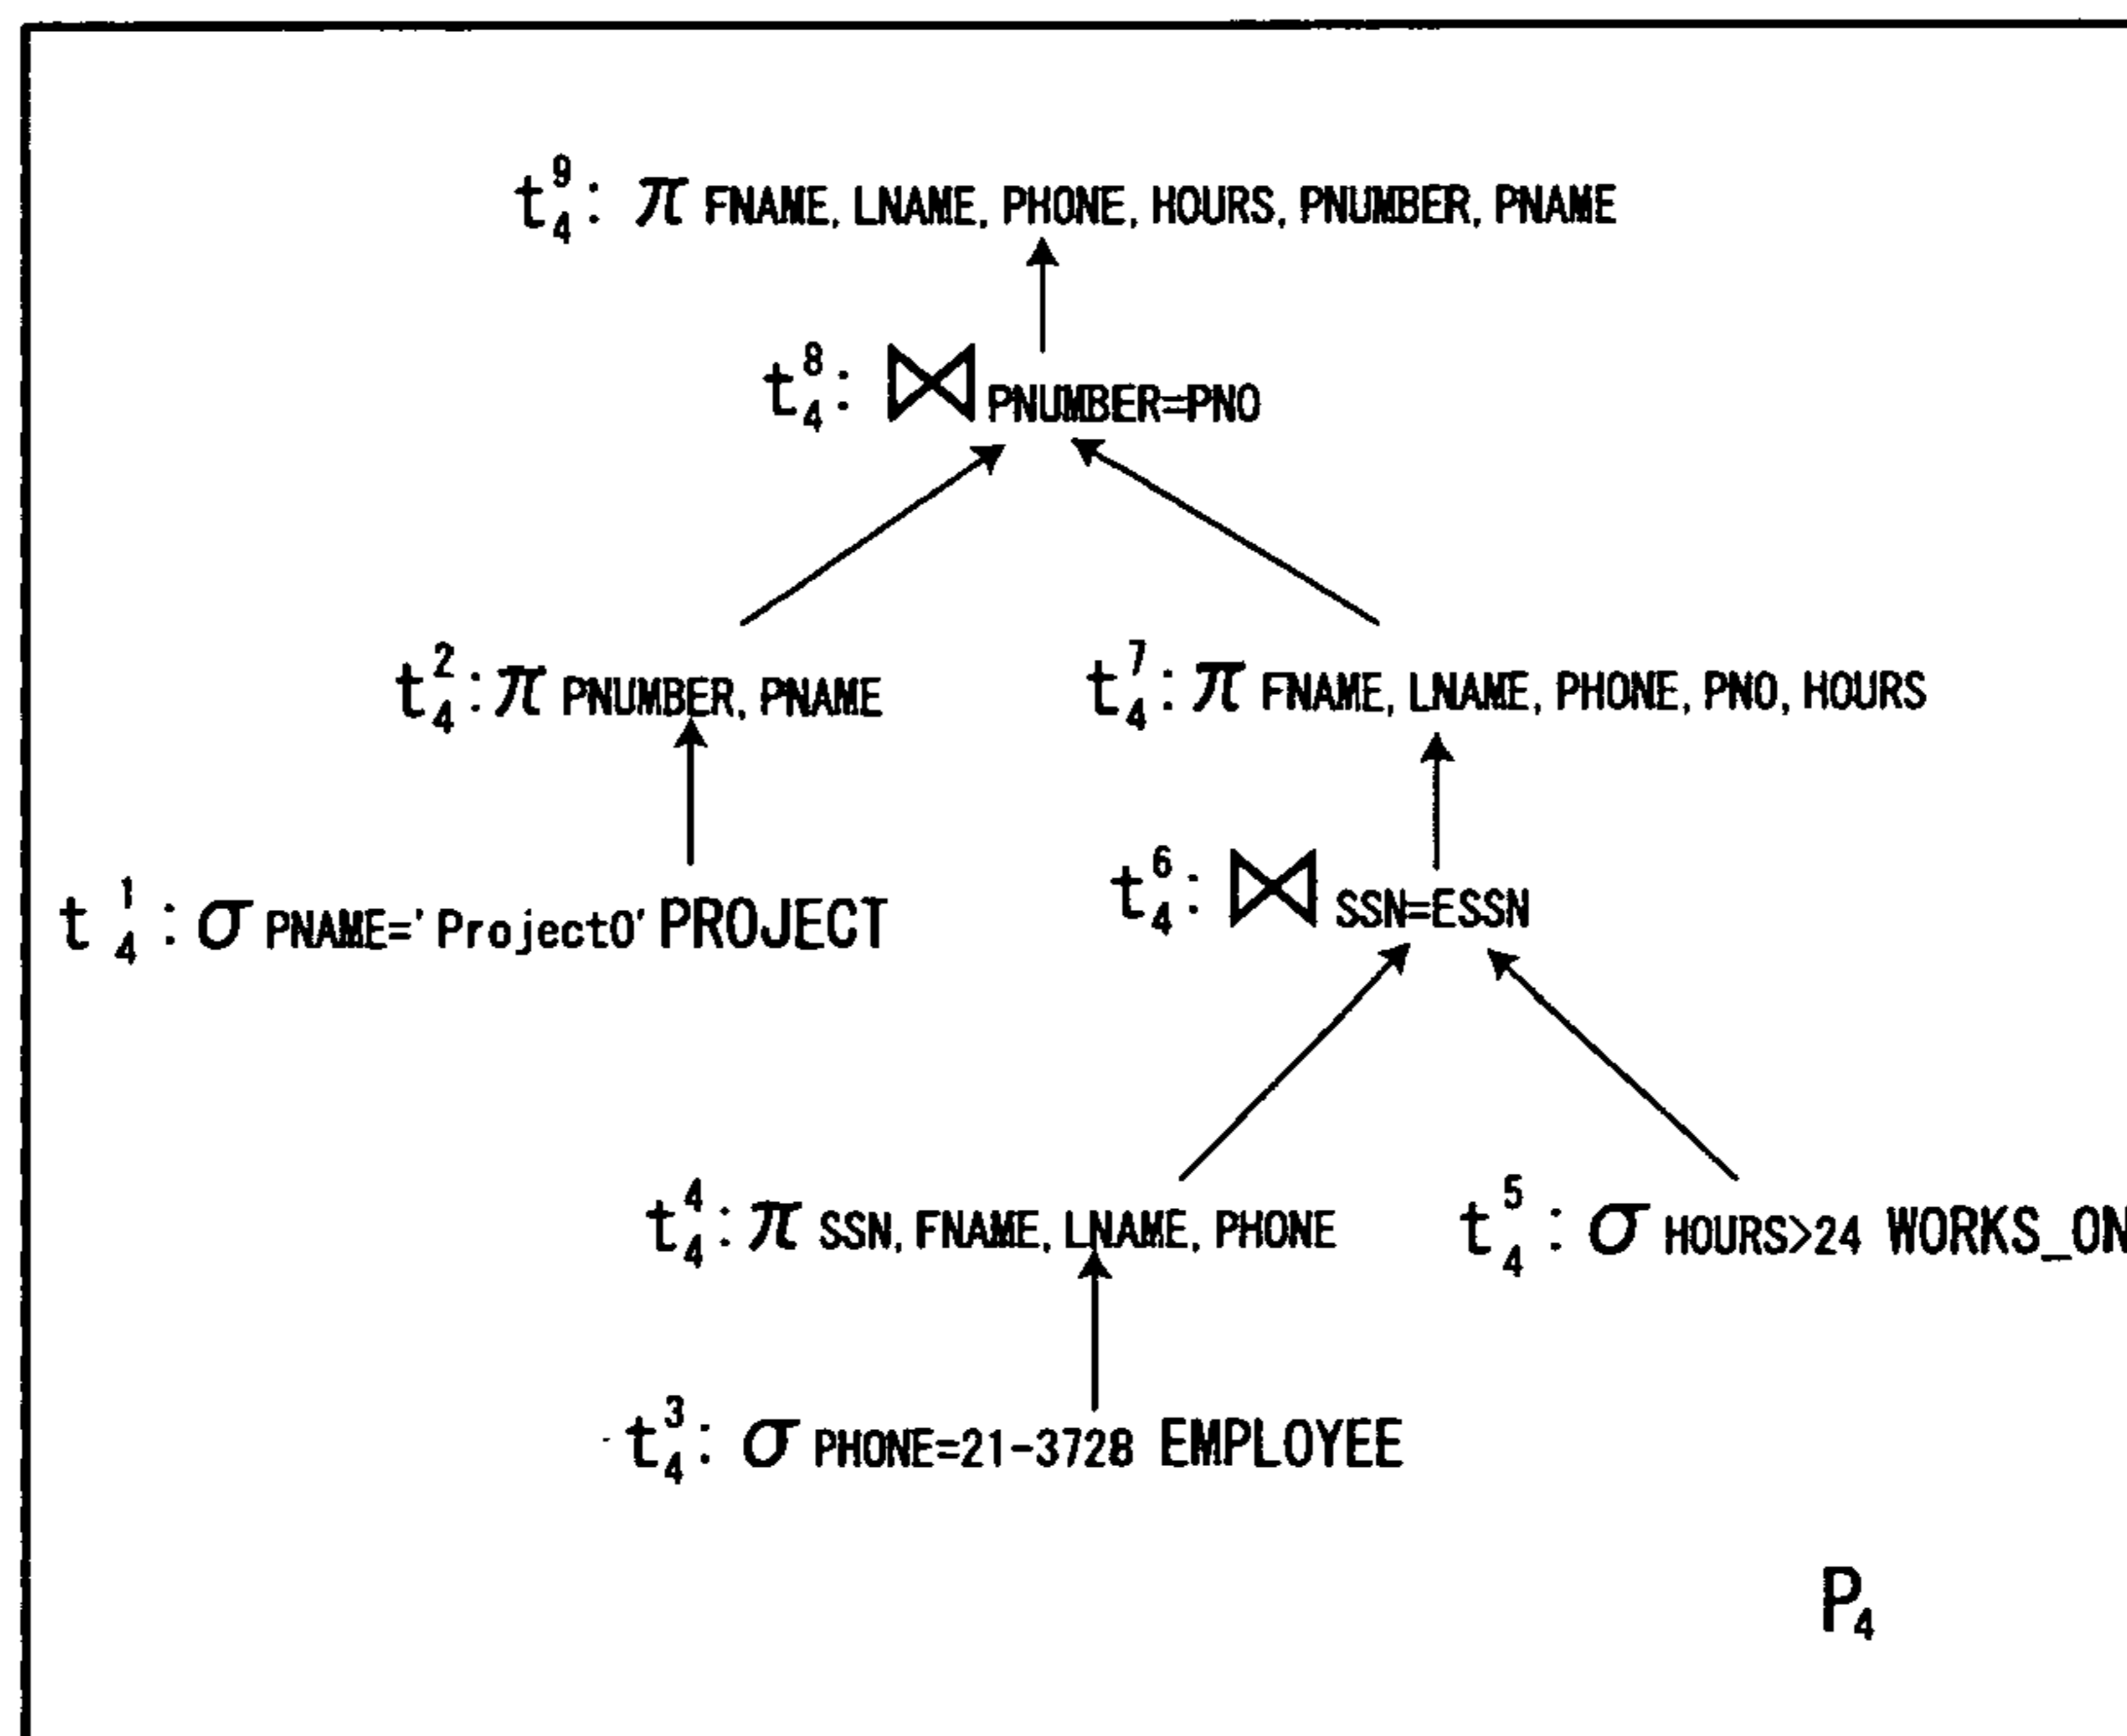 t₄⁹: π FNAME, LNAME, PHONE, HOURS, PNUMBER, PNAME
t₄⁸: ⋈ PNUMBER=PNO
t₄²: π PNUMBER, PNAME
t₄⁷: π FNAME, LNAME, PHONE, PNO, HOURS
t₄¹: σ PNAME='Project0' PROJECT
t₄⁶: ⋈ SSN=ESSN
t₄⁴: π SSN, FNAME, LNAME, PHONE
t₄⁵: σ HOURS>24 WORKS_ON
t₄³: σ PHONE=21-3728 EMPLOYEE
P₄